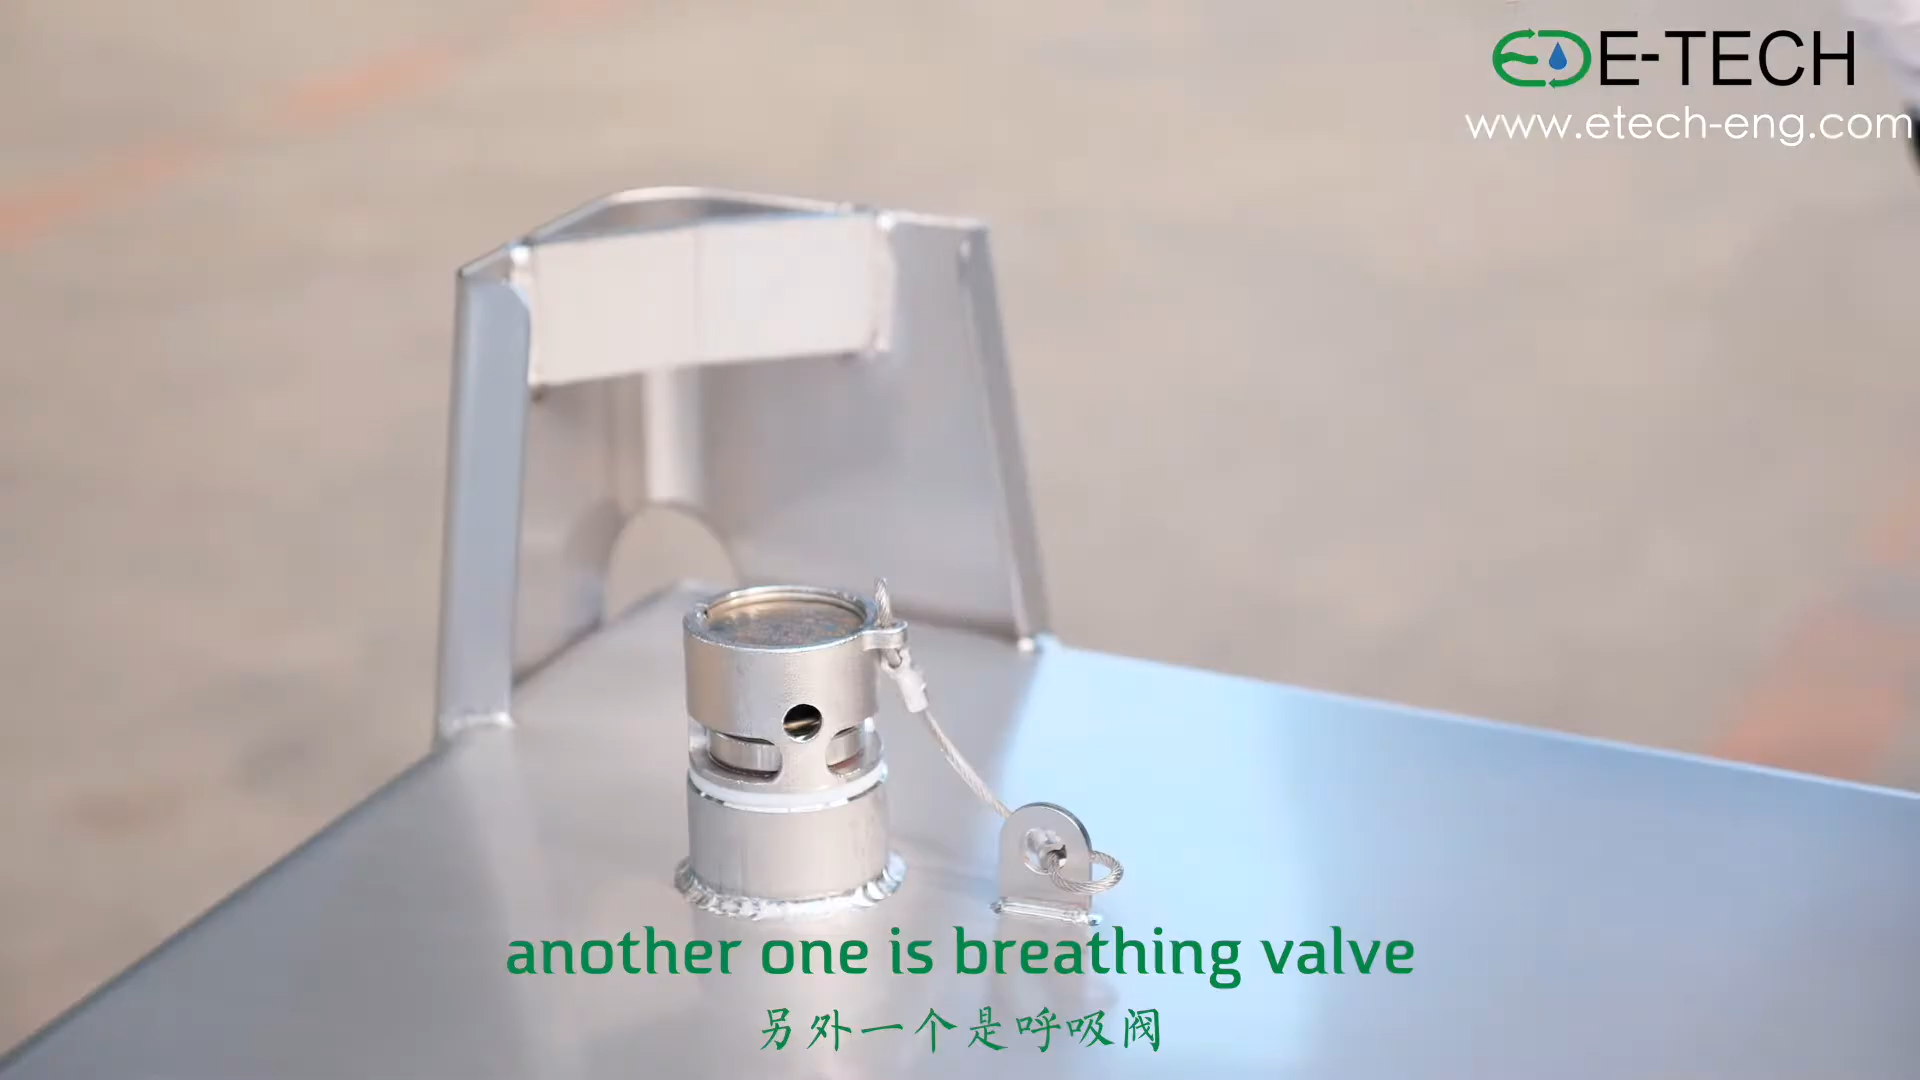 E-TECH
www.etech-eng.com
another one is breathing valve
另外一个是呼吸阀